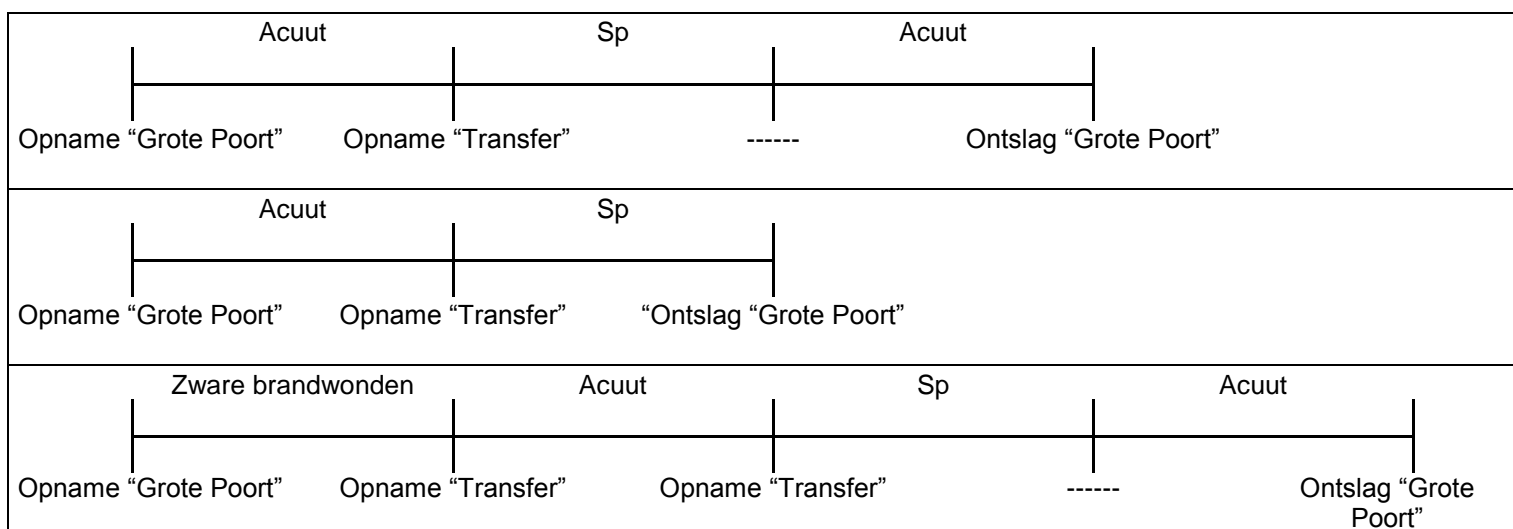 Acuut Sp Acuut
Opname “Grote Poort” Opname “Transfer” ------ Ontslag “Grote Poort”
Acuut Sp
Opname “Grote Poort” Opname “Transfer” “Ontslag “Grote Poort”
Zware brandwonden Acuut Sp Acuut
Opname “Grote Poort” Opname “Transfer” Opname “Transfer” ------ Ontslag “Grote
Poort”